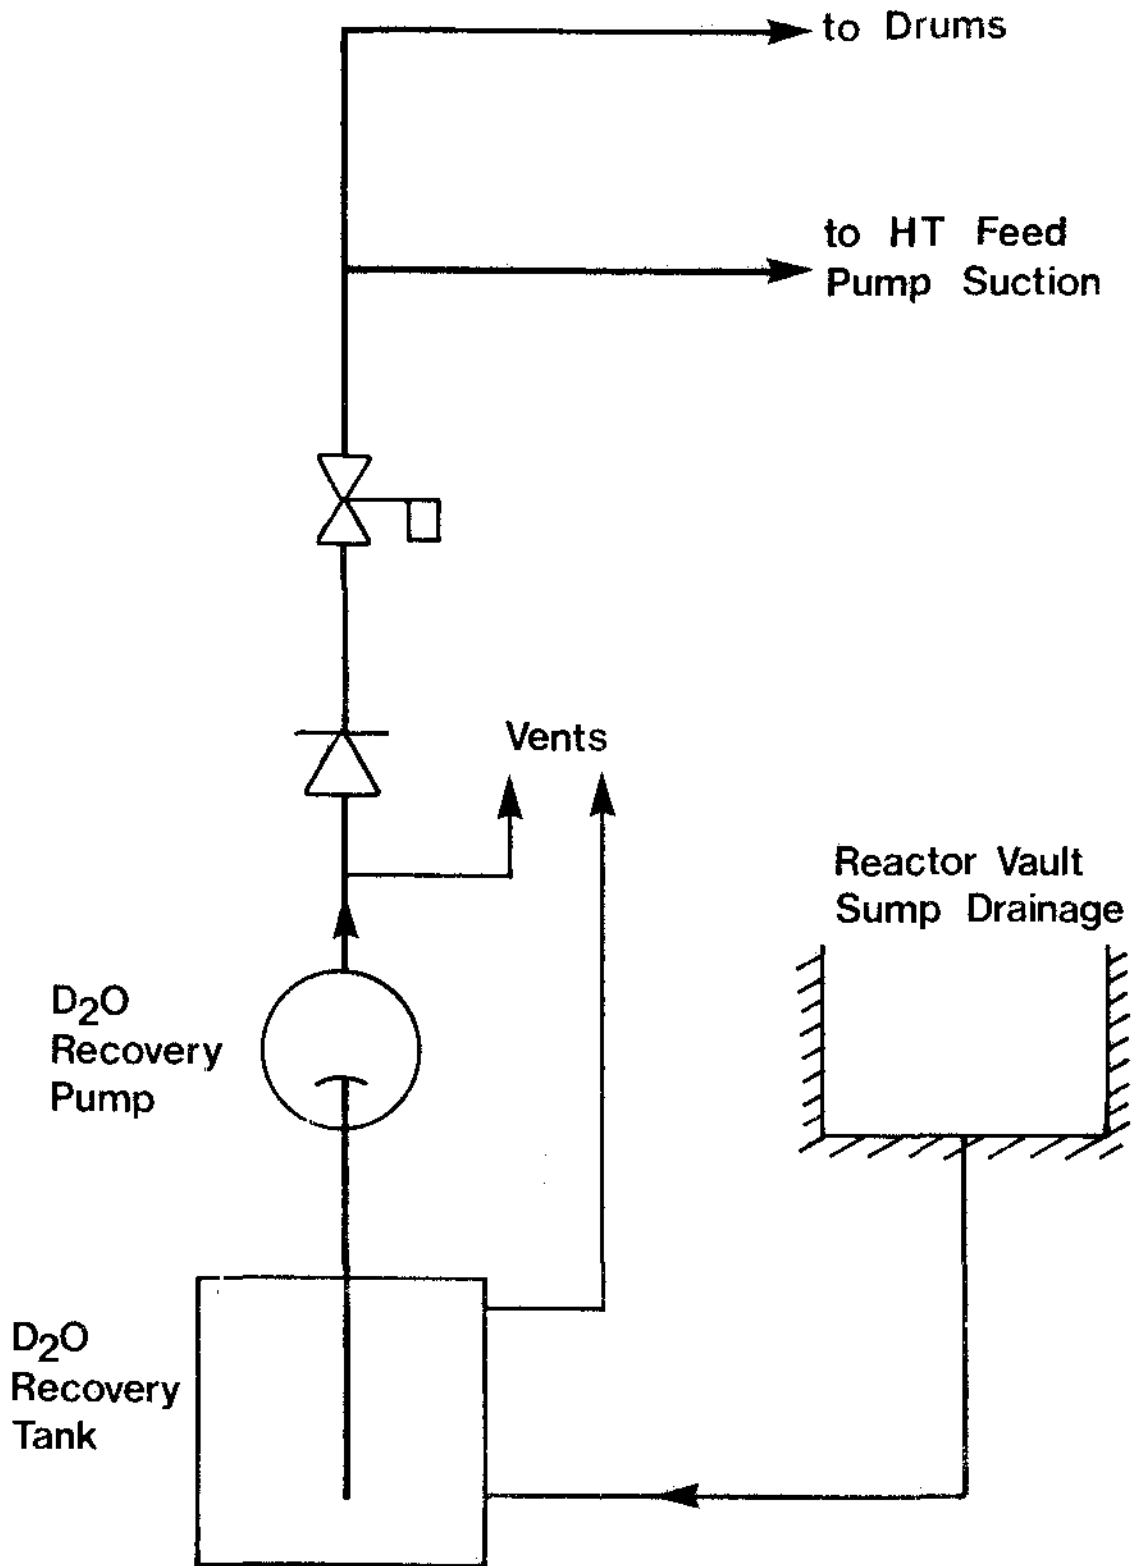 to Drums
to HT Feed
Pump Suction
Vents
Reactor Vault
Sump Drainage
D₂O
Recovery
Pump
D₂O
Recovery
Tank